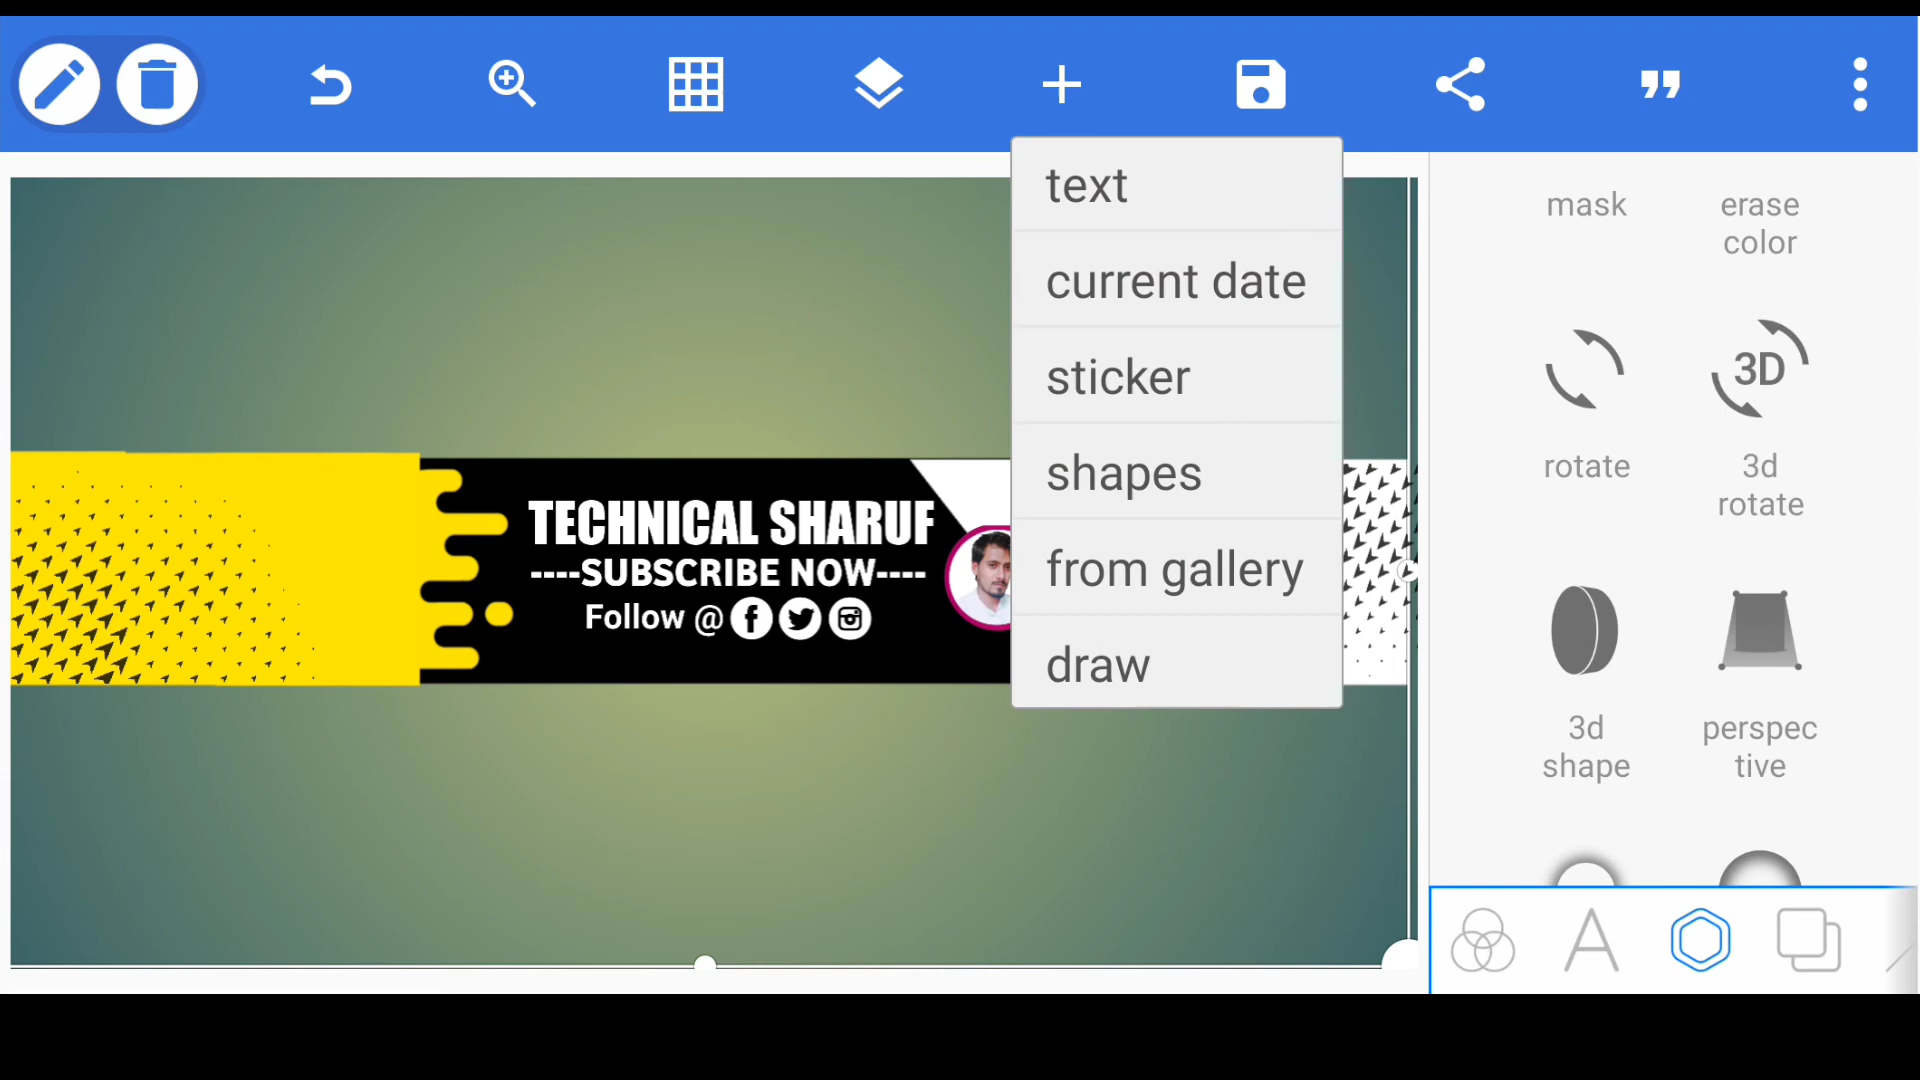 text
current date
sticker
shapes
from gallery
draw
TECHNICAL SHARUF
----SUBSCRIBE NOW----
Follow @
mask
erase
color
rotate
3D
3d
rotate
3d
shape
perspec
tive